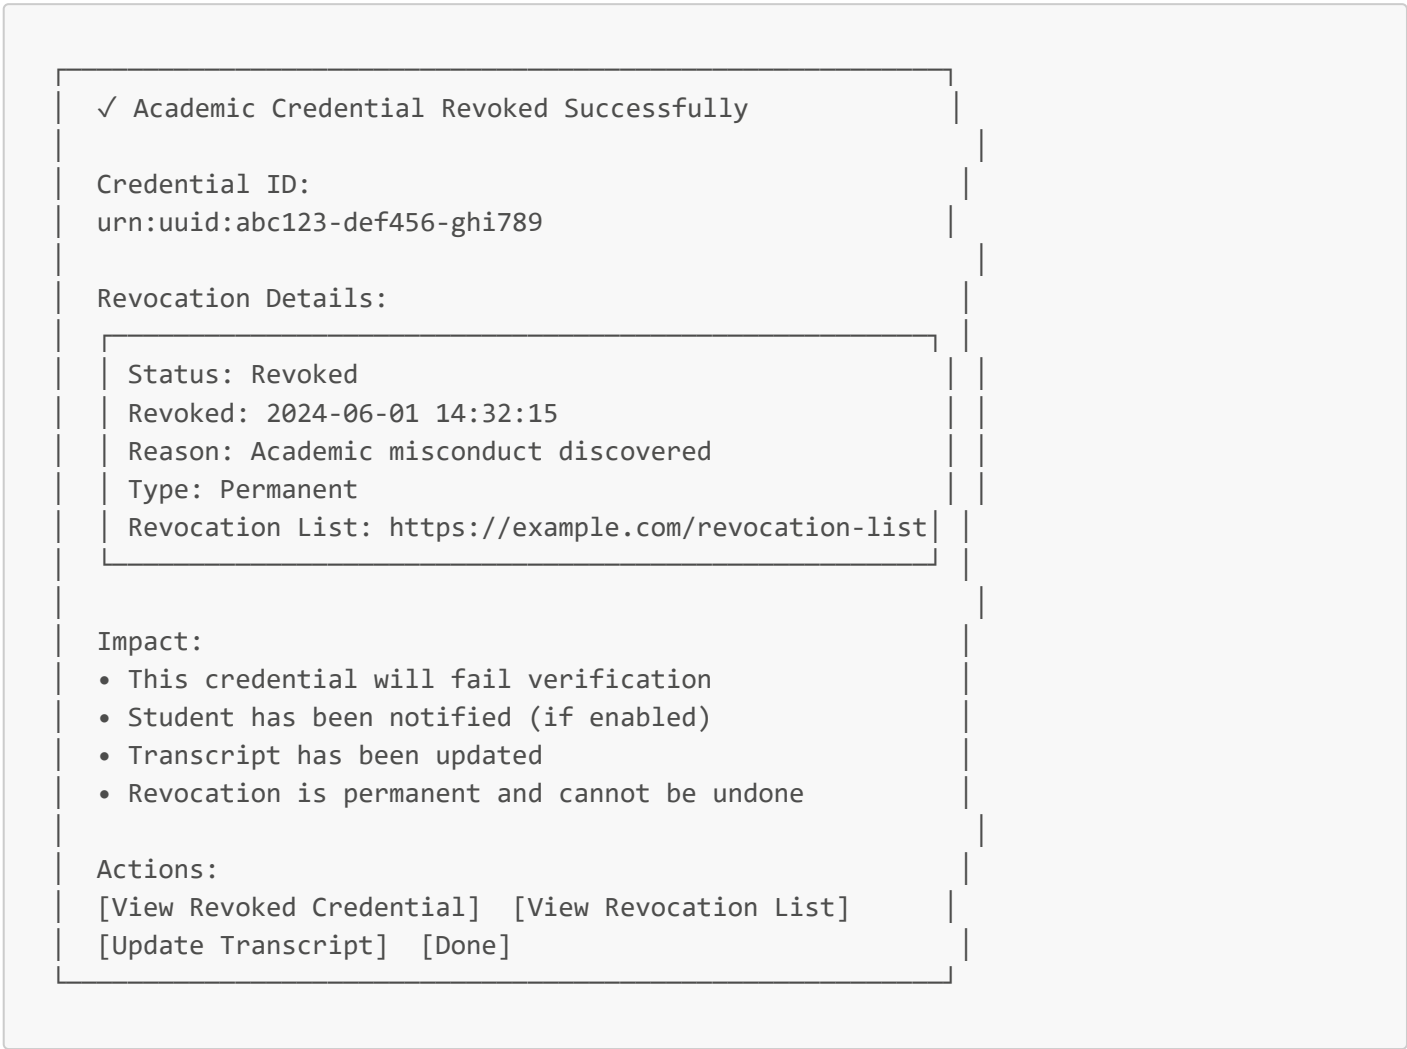 ✓ Academic Credential Revoked Successfully
Credential ID:
urn:uuid:abc123-def456-ghi789
Revocation Details:
Status: Revoked
Revoked: 2024-06-01 14:32:15
Reason: Academic misconduct discovered
Type: Permanent
Revocation List: https://example.com/revocation-list
Impact:
• This credential will fail verification
• Student has been notified (if enabled)
• Transcript has been updated
• Revocation is permanent and cannot be undone
Actions:
[View Revoked Credential]  [View Revocation List]
[Update Transcript]  [Done]